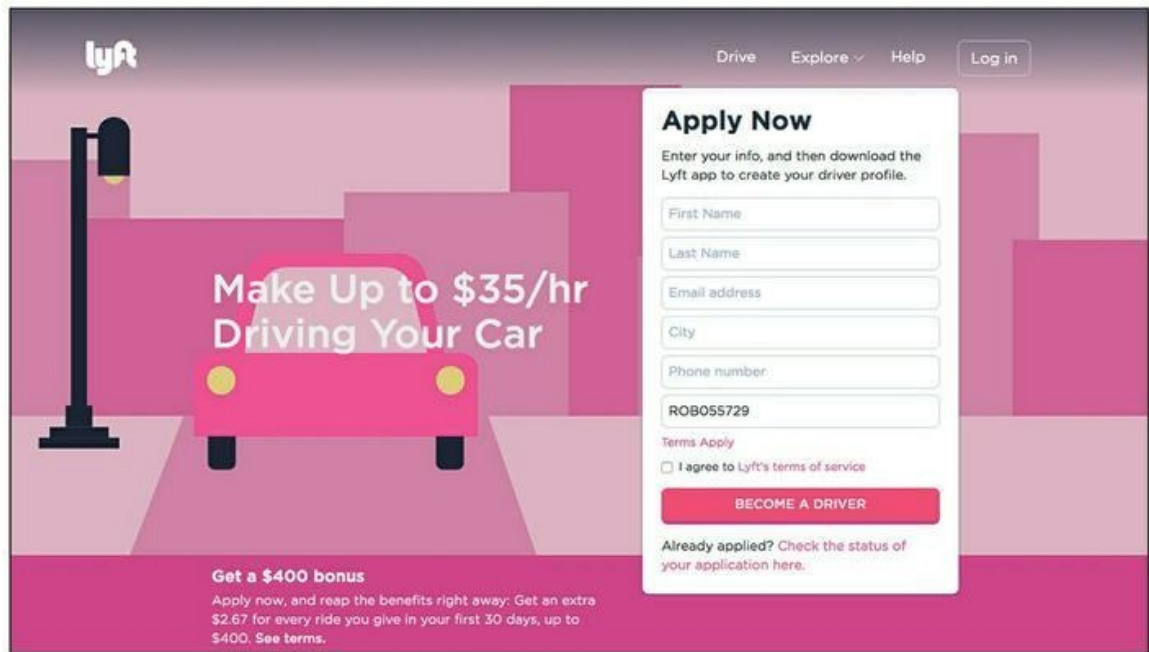 lyft
Drive
Explore
Help
Log in
Make Up to $35/hr
Driving Your Car
Apply Now
Enter your info, and then download the
Lyft app to create your driver profile.
First Name
Last Name
Email address
City
Phone number
ROB055729
Terms Apply
I agree to Lyft's terms of service
BECOME A DRIVER
Already applied? Check the status of
your application here.
Get a $400 bonus
Apply now, and reap the benefits right away: Get an extra
$2.67 for every ride you give in your first 30 days, up to
$400. See terms.